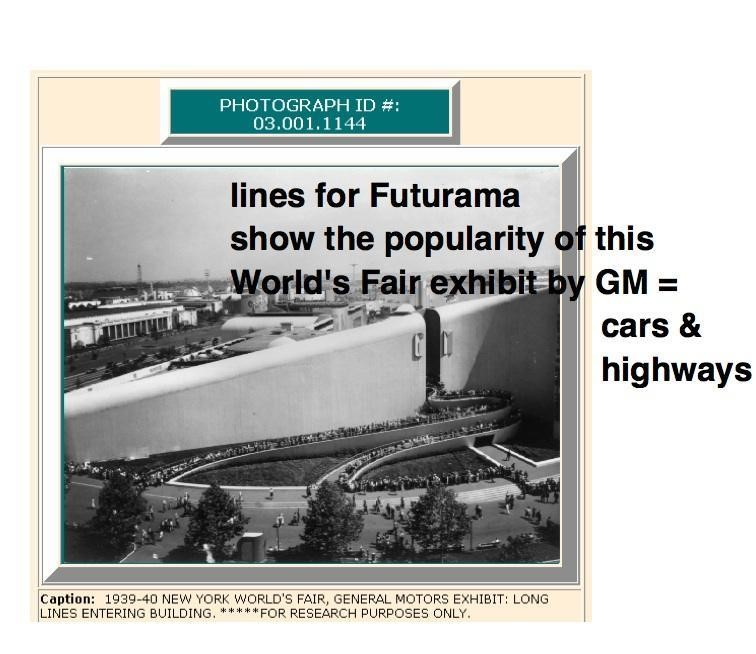 PHOTOGRAPH ID #:
03.001.1144
lines for Futurama
show the popularity of this
World's Fair exhibit by GM =
cars &
highways
G M
Caption: 1939-40 NEW YORK WORLD'S FAIR, GENERAL MOTORS EXHIBIT: LONG
LINES ENTERING BUILDING. *****FOR RESEARCH PURPOSES ONLY.